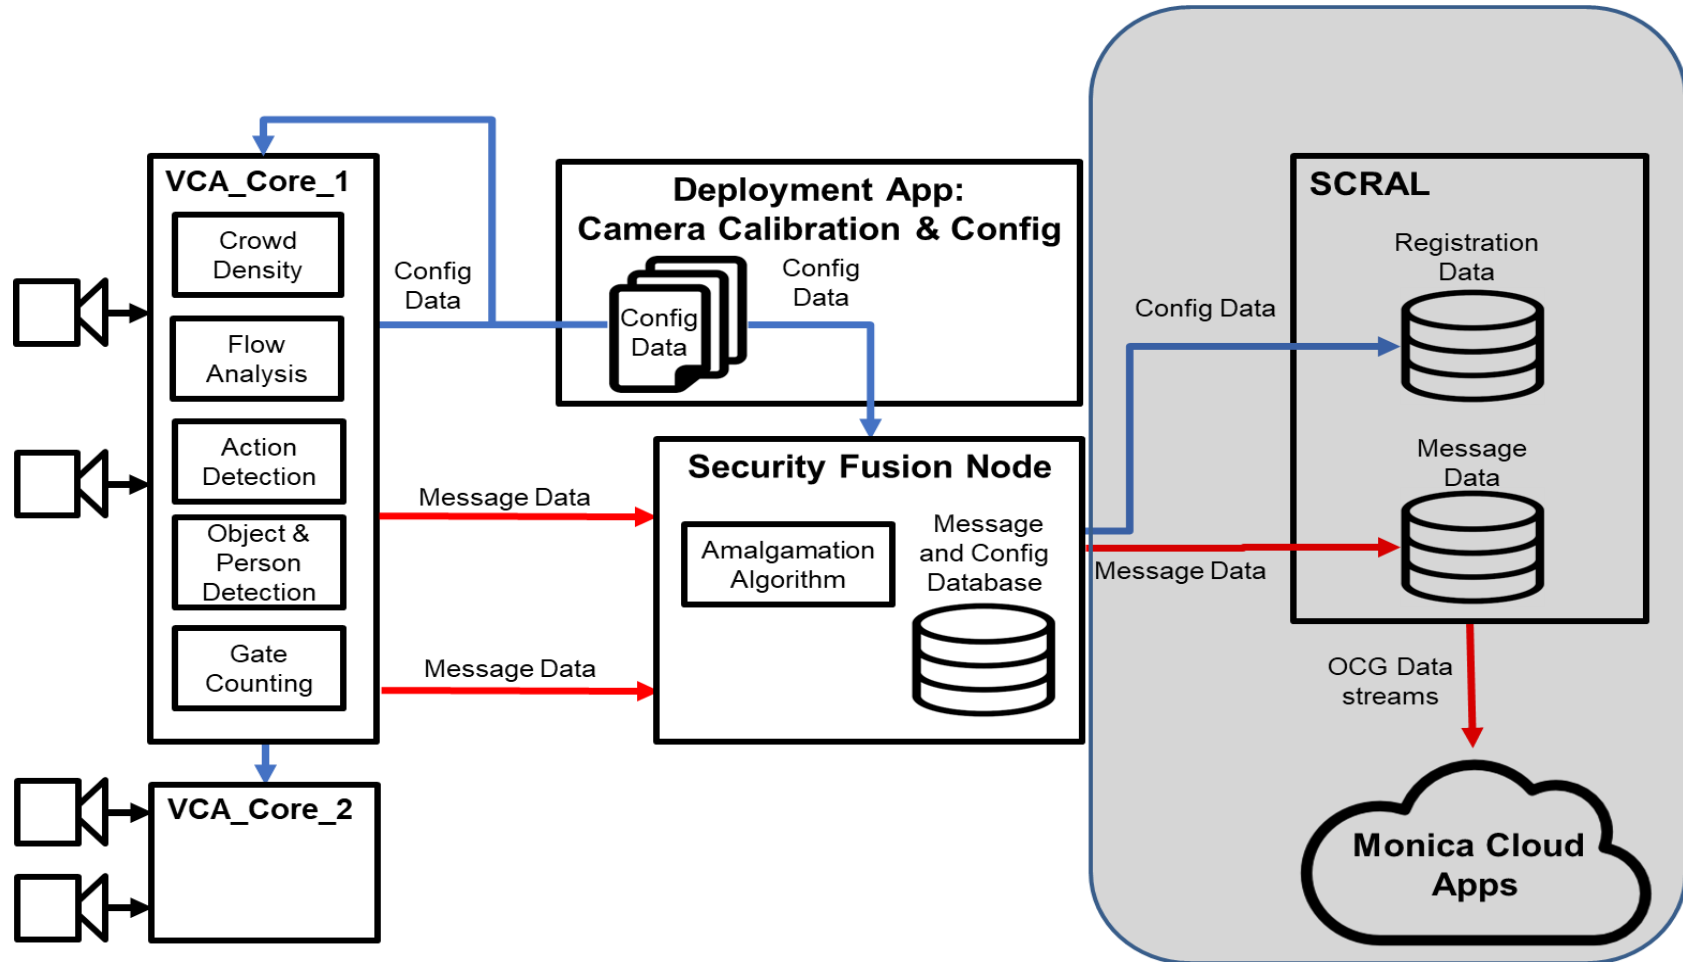 VCA_Core_1
Crowd
Density
Flow
Analysis
Action
Detection
Object &
Person
Detection
Gate
Counting
VCA_Core_2
Config
Data
Deployment App:
Camera Calibration & Config
Config
Data
Config
Data
Message Data
Message Data
Security Fusion Node
Amalgamation
Algorithm
Message
and Config
Database
Config Data
Message Data
SCRAL
Registration
Data
Message
Data
OCG Data
streams
Monica Cloud
Apps